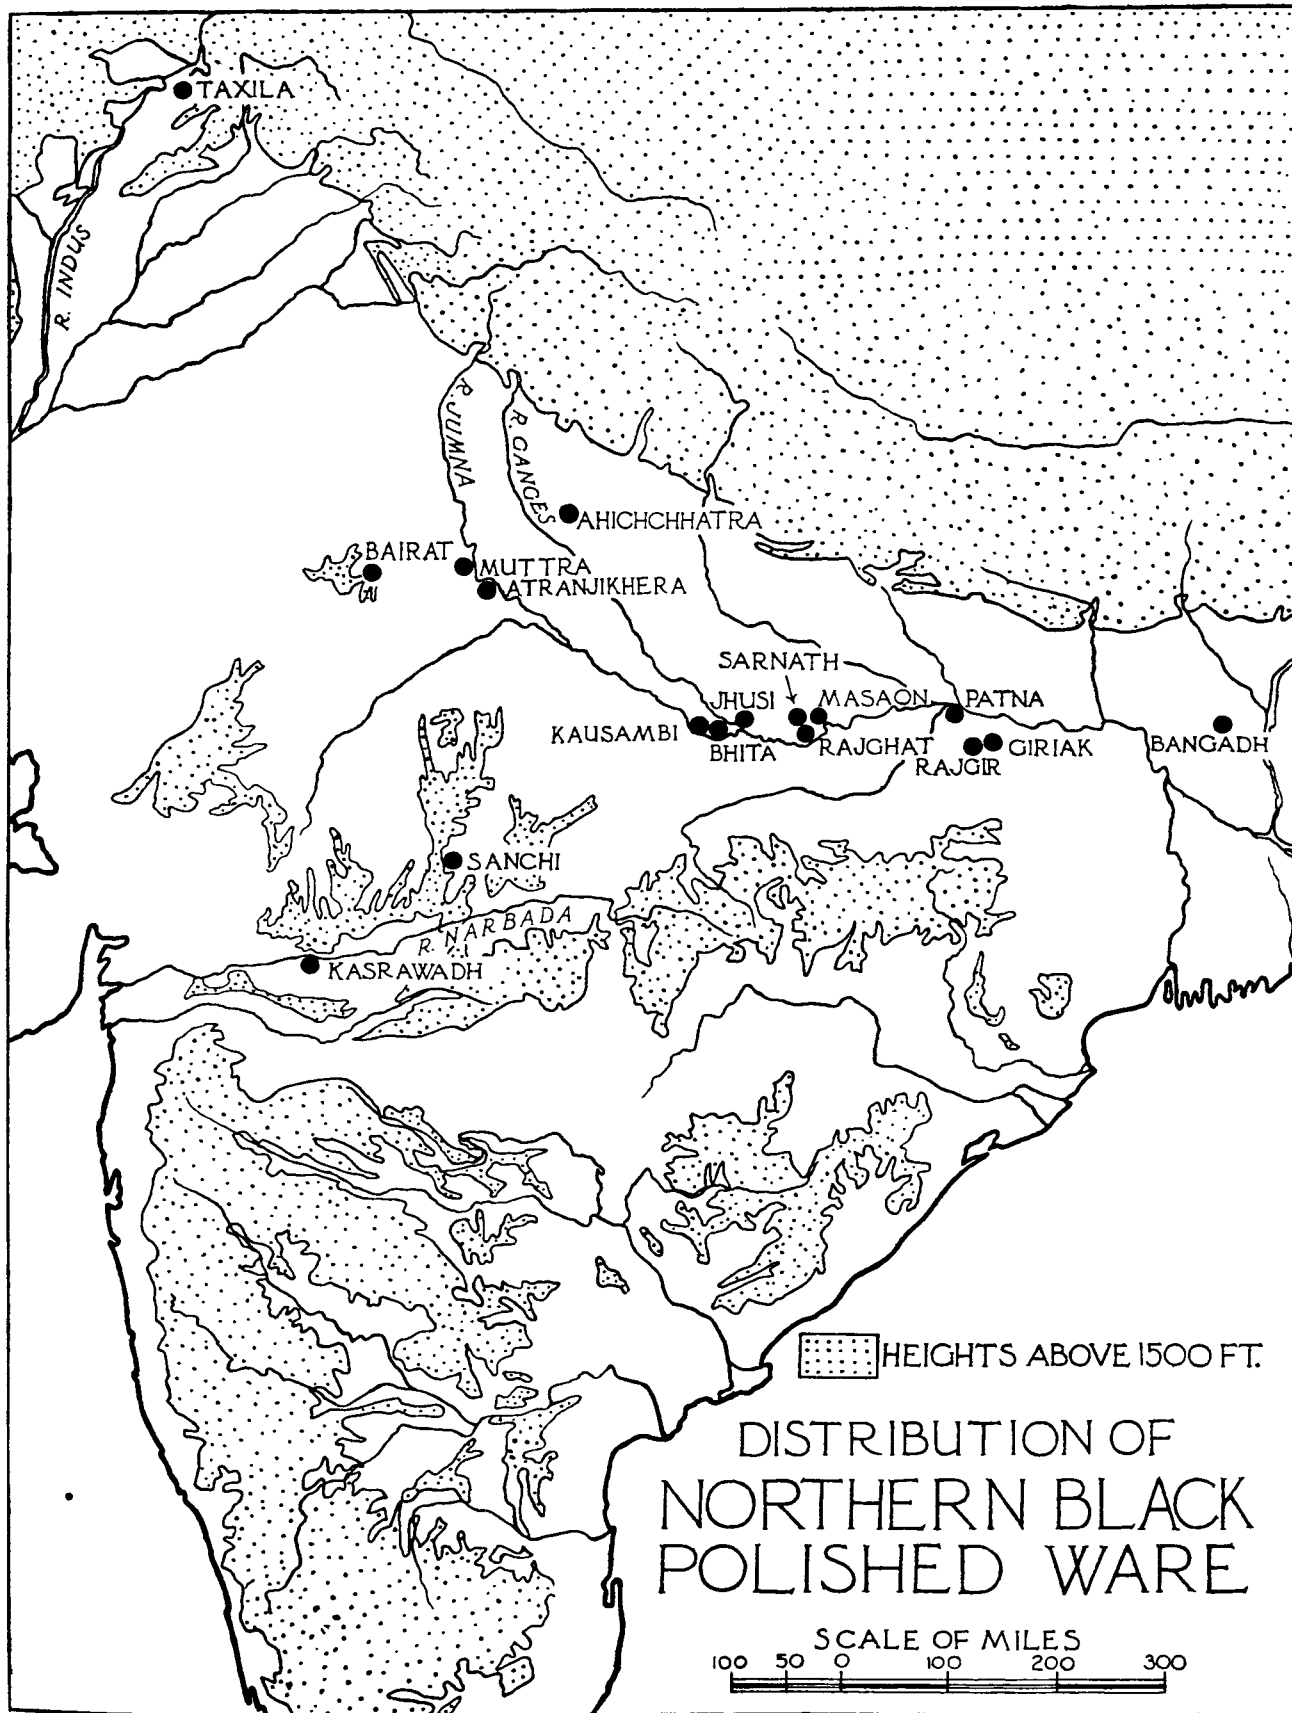 TAXILA
R. INDUS
R. JUMNA
R. GANGES
AHICHCHHATRA
BAIRAT
MUTTRA
ATRANJIKHERA
SARNATH
JHUSI
MASAON
PATNA
KAUSAMBI
BHITA
RAJGHAT
RAJGIR
GIRIAK
BANGADH
SANCHI
R. NARBADA
KASRAWADH
HEIGHTS ABOVE 1500 FT.
DISTRIBUTION OF
NORTHERN BLACK
POLISHED WARE
SCALE OF MILES
100 50 0 100 200 300